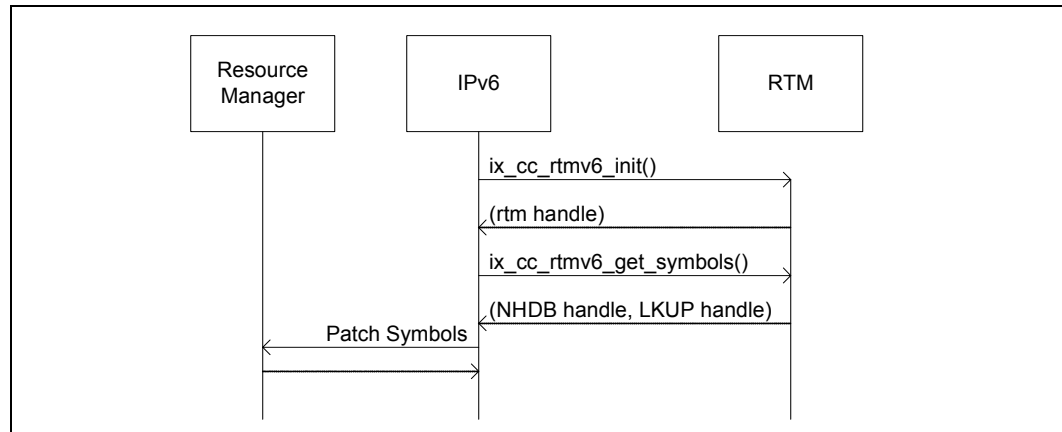 Resource
Manager
IPv6
RTM
ix_cc_rtmv6_init()
(rtm handle)
ix_cc_rtmv6_get_symbols()
(NHDB handle, LKUP handle)
Patch Symbols